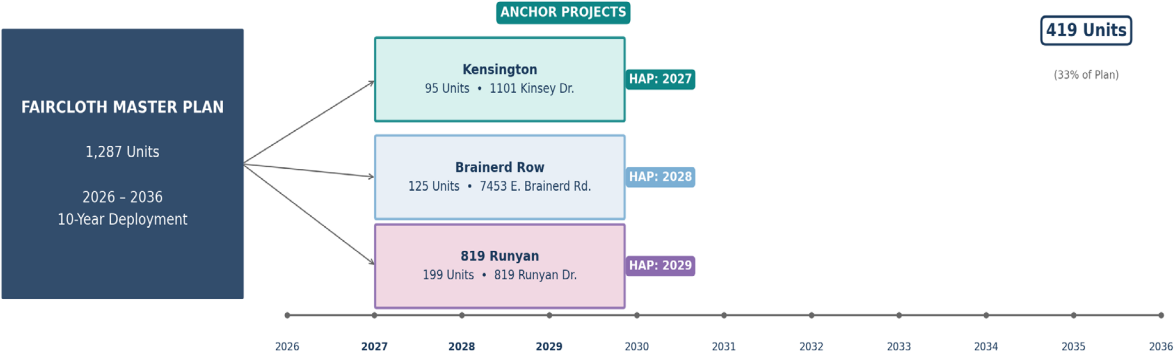 ANCHOR PROJECTS
419 Units
(33% of Plan)
FAIRCLOTH MASTER PLAN
1,287 Units
2026 – 2036
10-Year Deployment
Kensington
95 Units • 1101 Kinsey Dr.
HAP: 2027
Brainerd Row
125 Units • 7453 E. Brainerd Rd.
HAP: 2028
819 Runyan
199 Units • 819 Runyan Dr.
HAP: 2029
2026 2027 2028 2029 2030 2031 2032 2033 2034 2035 2036